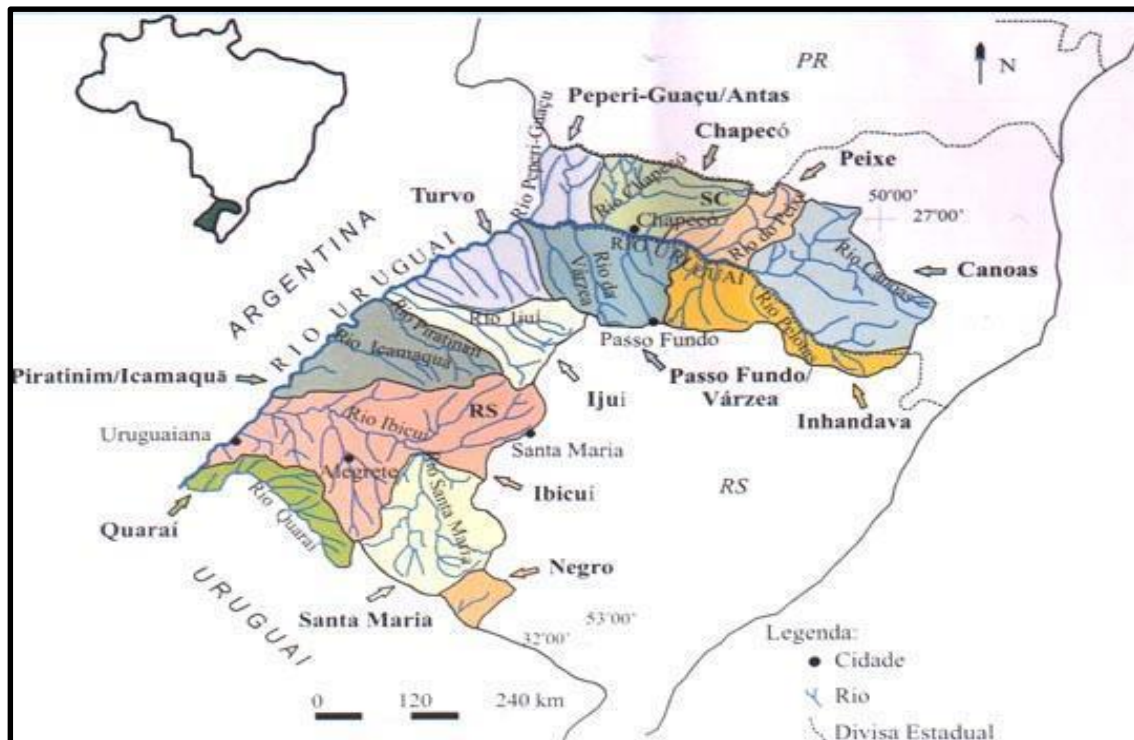 PR
N
Peperi-Guaçu/Antas
Chapecó
Peixe
Rio Peperi-Guaçu
Rio Chapecó
SC
Chapecó
50°00'
27°00'
Turvo
ARGENTINA
RIO URUGUAI
RIO URUGUAI
Rio do Peixe
Rio Canoas
Canoas
Várzea
Rio da
Rio Pelotas
Rio Ijuí
Rio Piratinim
Rio Icamaquã
Passo Fundo
Piratinim/Icamaquã
Ijuí
Passo Fundo/
Várzea
Inhandava
RS
Rio Ibicuí
Uruguaiana
Santa Maria
Alegrete
Ibicuí
RS
Rio Santa Maria
Quaraí
Rio Quaraí
Negro
URUGUAI
Santa Maria
53°00'
32°00'
Legenda:
Cidade
0 120 240 km
Rio
Divisa Estadual